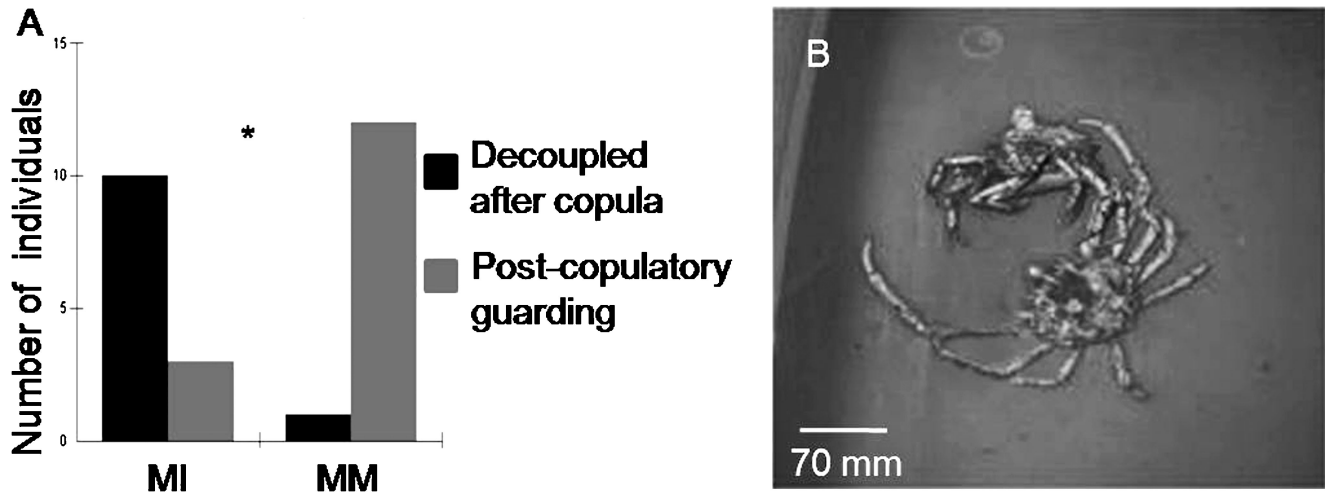 A
Number of individuals
15
10
5
0
*
MI
MM
Decoupled
after copula
Post-copulatory
guarding
B
70 mm